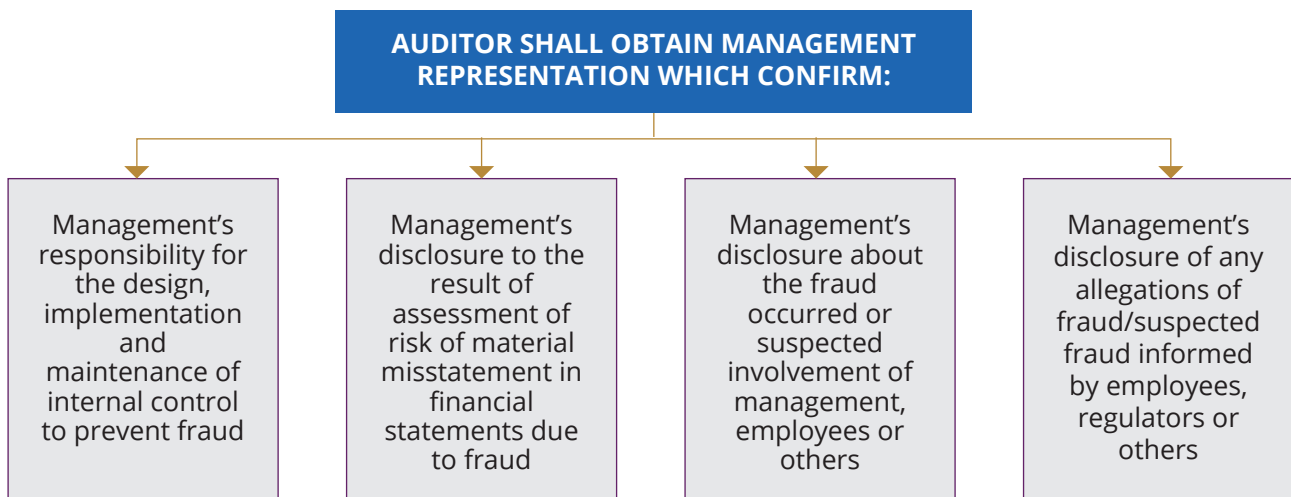 AUDITOR SHALL OBTAIN MANAGEMENT
REPRESENTATION WHICH CONFIRM:
Management’s
responsibility for
the design,
implementation
and
maintenance of
internal control
to prevent fraud
Management’s
disclosure to the
result of
assessment of
risk of material
misstatement in
financial
statements due
to fraud
Management’s
disclosure about
the fraud
occurred or
suspected
involvement of
management,
employees or
others
Management’s
disclosure of any
allegations of
fraud/suspected
fraud informed
by employees,
regulators or
others